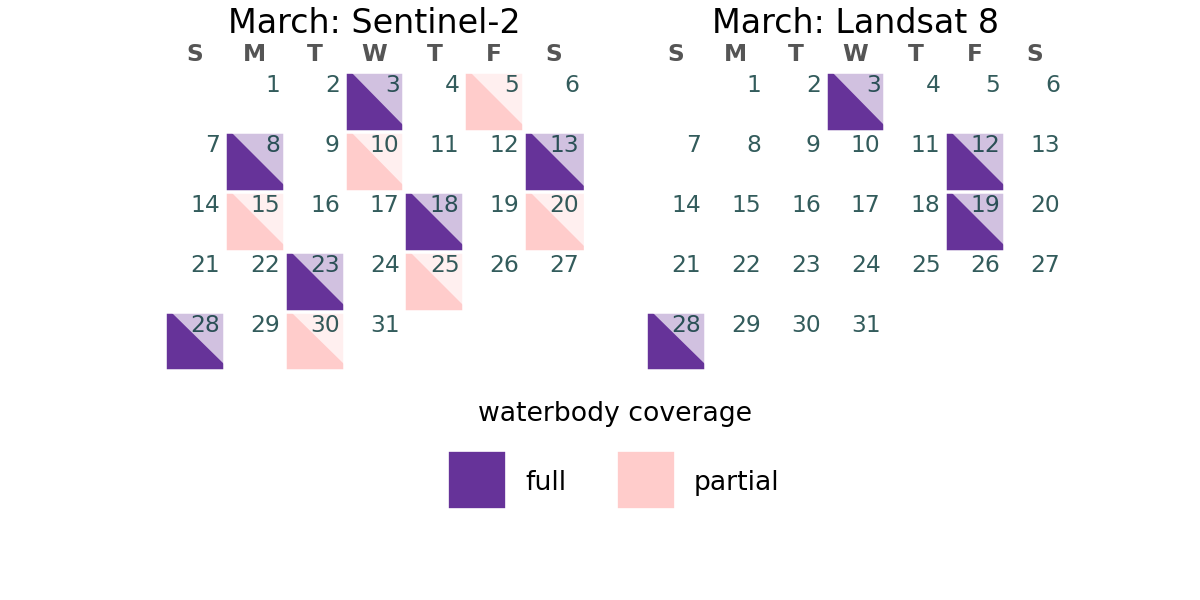 March: Sentinel-2
S M T W T F S
1 2 3 4 5 6
7 8 9 10 11 12 13
14 15 16 17 18 19 20
21 22 23 24 25 26 27
28 29 30 31
March: Landsat 8
S M T W T F S
1 2 3 4 5 6
7 8 9 10 11 12 13
14 15 16 17 18 19 20
21 22 23 24 25 26 27
28 29 30 31
waterbody coverage
full partial